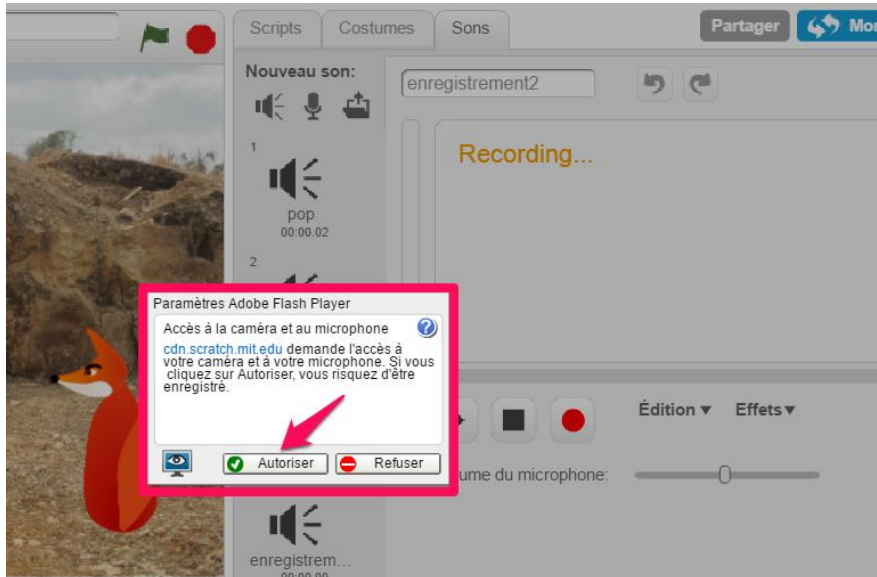 Scripts Costumes Sons Partager
Nouveau son:
enregistrement2
1
Recording...
pop
00:00.02
2
Paramètres Adobe Flash Player
Accès à la caméra et au microphone
cdn.scratch.mit.edu demande l'accès à
votre caméra et à votre microphone. Si vous
cliquez sur Autoriser, vous risquez d'être
enregistré.
Autoriser Refuser
Édition Effets
ume du microphone:
enregistrem...